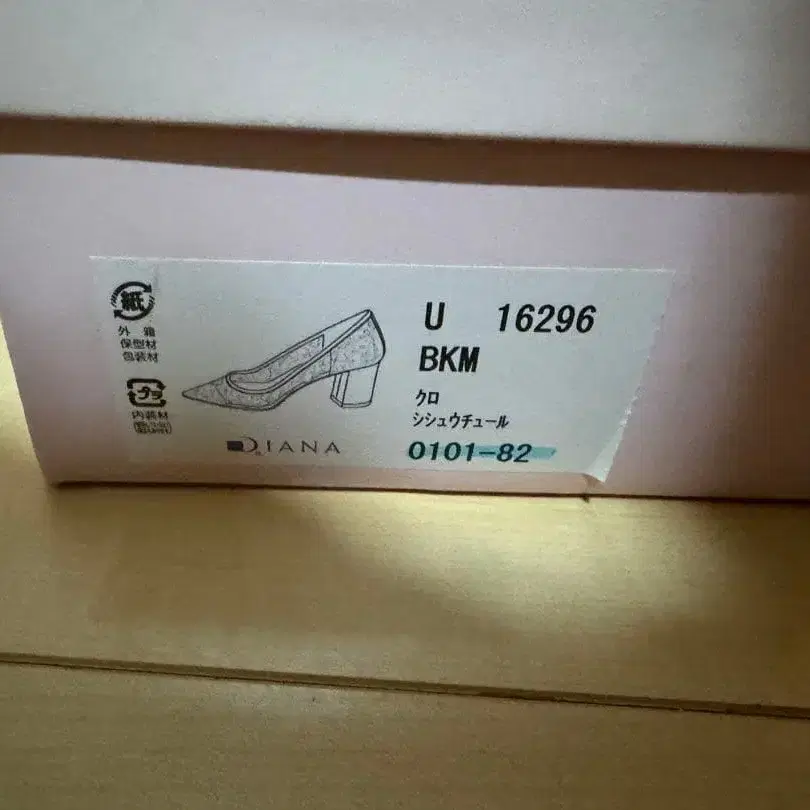 紙
外 箱
保型材
包装材
プラ
内装材
DIANA
U 16296
BKM
クロ
シシュウチュール
0101-82